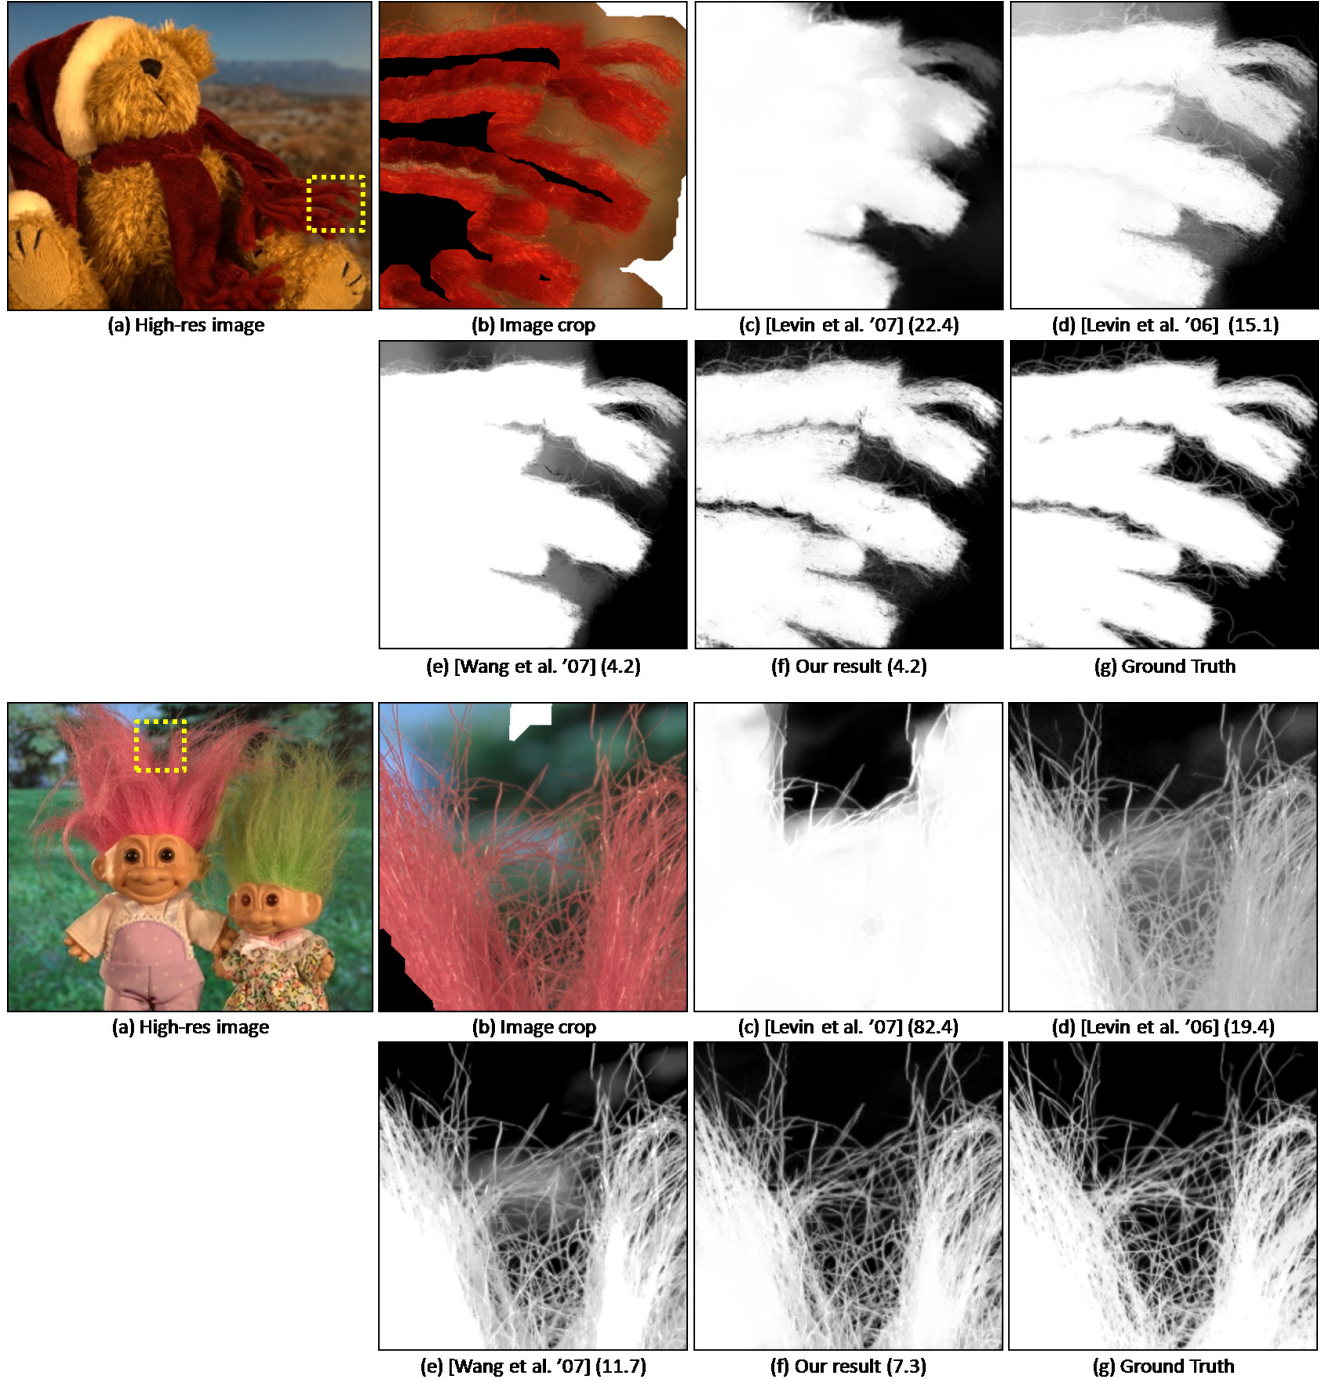 (a) High-res image
(b) Image crop
(c) [Levin et al. ’07] (22.4)
(d) [Levin et al. ’06] (15.1)
(e) [Wang et al. ’07] (4.2)
(f) Our result (4.2)
(g) Ground Truth
(a) High-res image
(b) Image crop
(c) [Levin et al. ’07] (82.4)
(d) [Levin et al. ’06] (19.4)
(e) [Wang et al. ’07] (11.7)
(f) Our result (7.3)
(g) Ground Truth